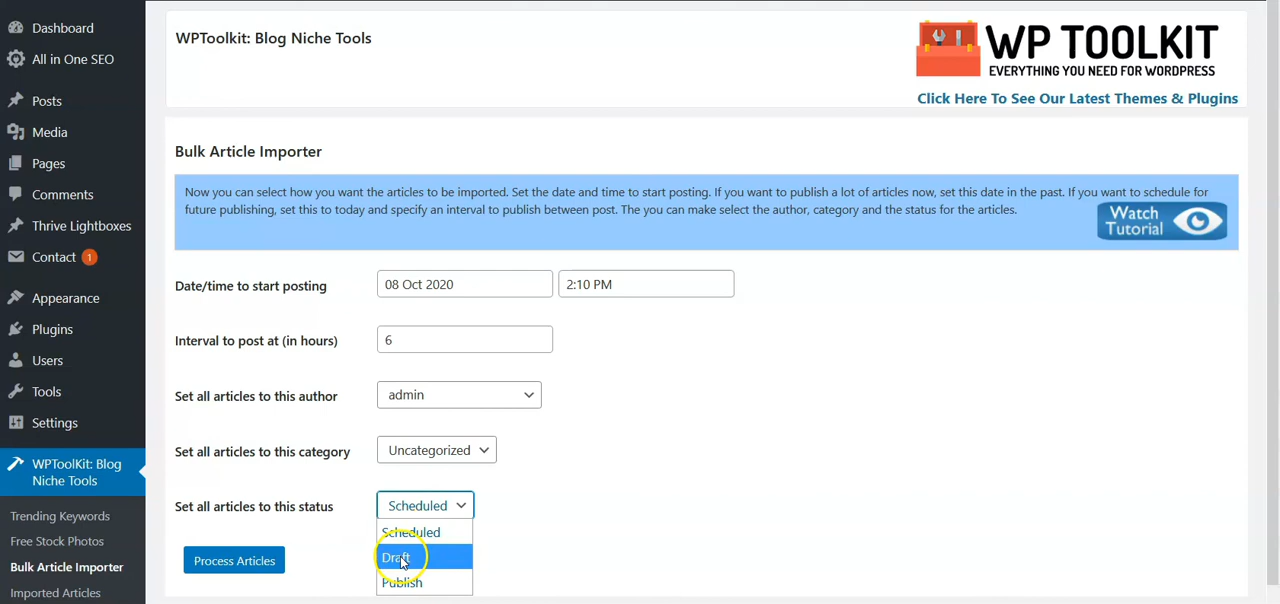 Dashboard
All in One SEO
Posts
Media
Pages
Comments
Thrive Lightboxes
Contact 1
Appearance
Plugins
Users
Tools
Settings
WPToolKit: Blog
Niche Tools
Trending Keywords
Free Stock Photos
Bulk Article Importer
Imported Articles
WPToolkit: Blog Niche Tools
WP TOOLKIT
EVERYTHING YOU NEED FOR WORDPRESS
Click Here To See Our Latest Themes & Plugins
Bulk Article Importer
Now you can select how you want the articles to be imported. Set the date and time to start posting. If you want to publish a lot of articles now, set this date in the past. If you want to schedule for
future publishing, set this to today and specify an interval to publish between post. The you can make select the author, category and the status for the articles.
Watch
Tutorial
Date/time to start posting 08 Oct 2020 2:10 PM
Interval to post at (in hours) 6
Set all articles to this author admin
Set all articles to this category Uncategorized
Set all articles to this status Scheduled
Scheduled
Draft
Publish
Process Articles